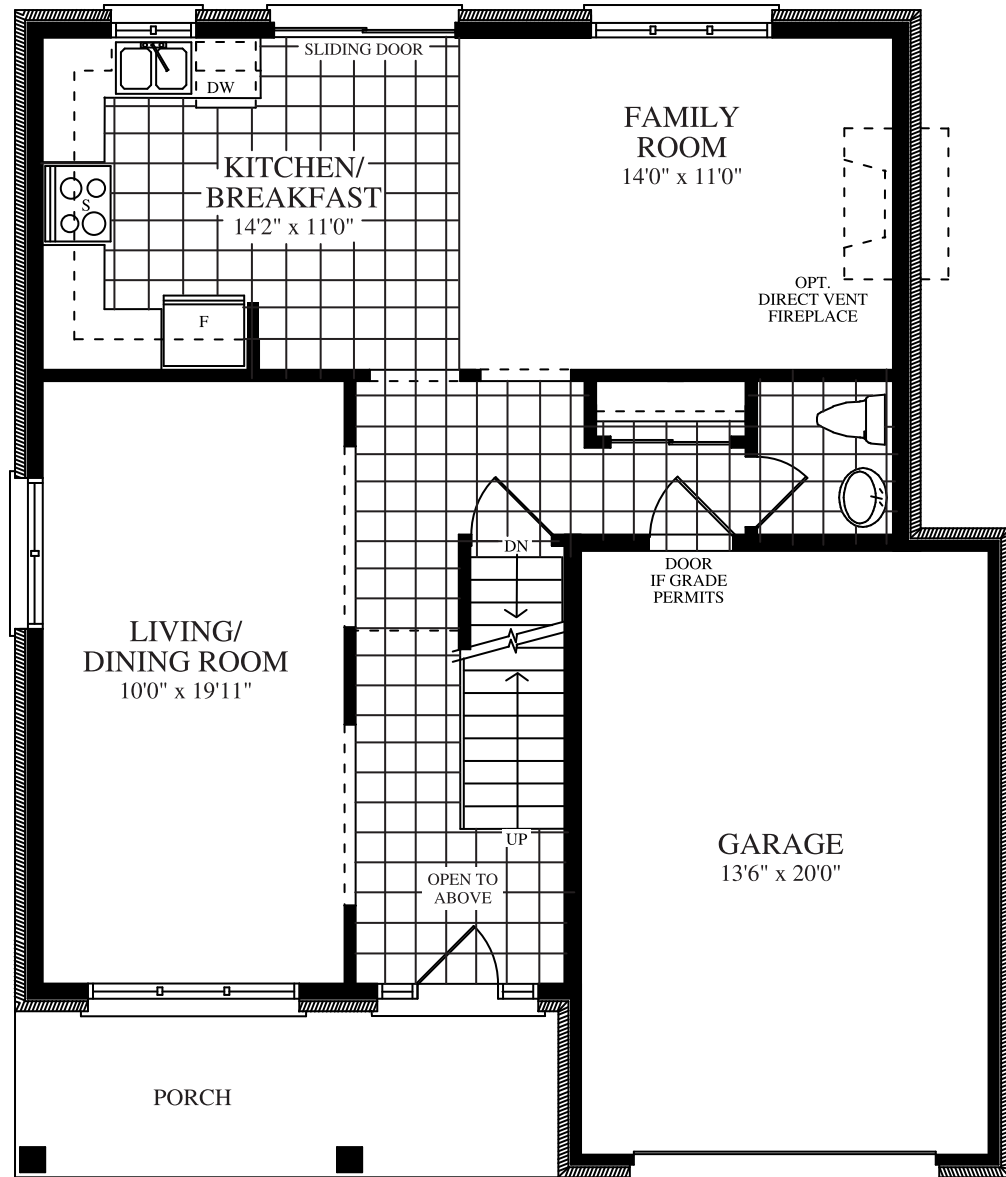 SLIDING DOOR
DW
FAMILY
ROOM
14'0" x 11'0"
KITCHEN/
BREAKFAST
14'2" x 11'0"
S
OPT.
DIRECT VENT
FIREPLACE
F
DN
DOOR
IF GRADE
PERMITS
LIVING/
DINING ROOM
10'0" x 19'11"
UP
GARAGE
13'6" x 20'0"
OPEN TO
ABOVE
PORCH